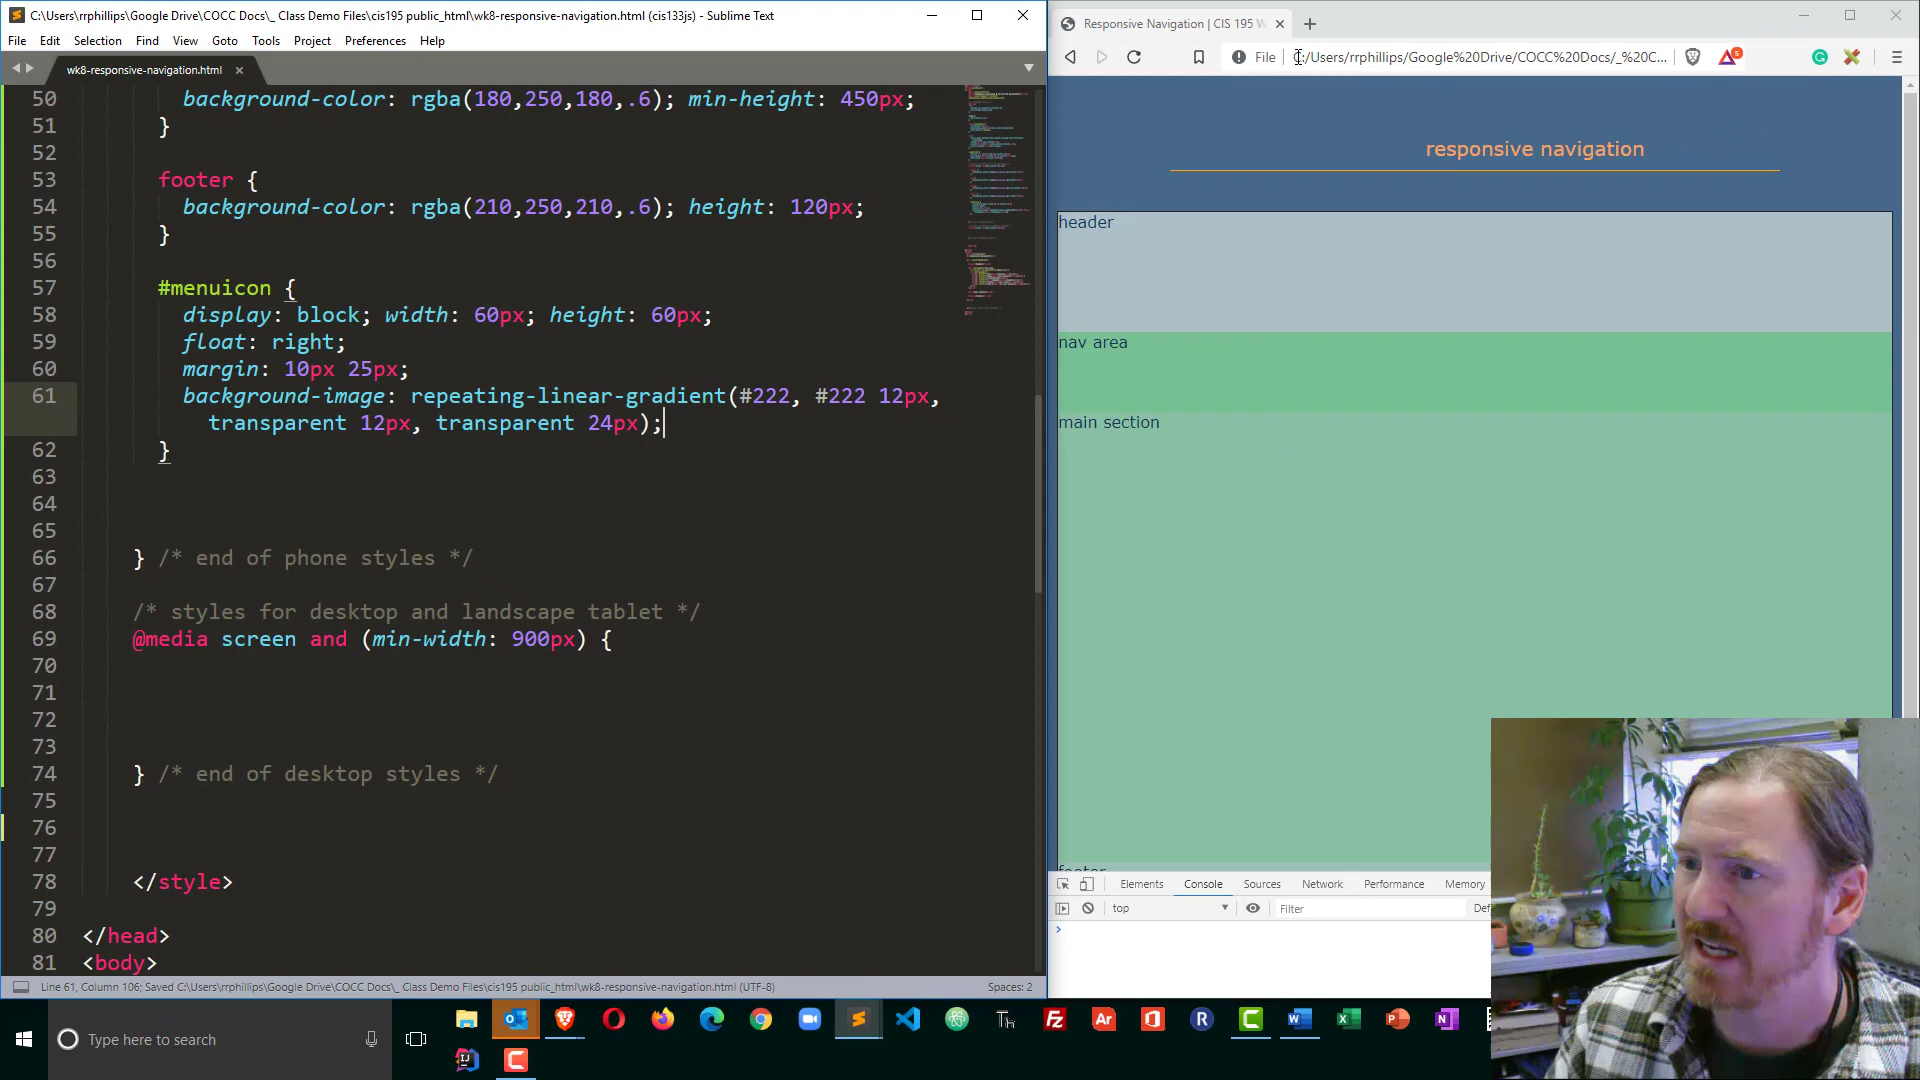 C:\Users\rrphillips\Google Drive\COCC Docs\_ Class Demo Files\cis195 public_html\wk8-responsive-navigation.html (cis133js) - Sublime Text
File Edit Selection Find View Goto Tools Project Preferences Help
wk8-responsive-navigation.html
50 background-color: rgba(180,250,180,.6); min-height: 450px;
51 }
52
53 footer {
54 background-color: rgba(210,250,210,.6); height: 120px;
55 }
56
57 #menuicon {
58 display: block; width: 60px; height: 60px;
59 float: right;
60 margin: 10px 25px;
61 background-image: repeating-linear-gradient(#222, #222 12px,
transparent 12px, transparent 24px);
62 }
63
64
65
66 } /* end of phone styles */
67
68 /* styles for desktop and landscape tablet */
69 @media screen and (min-width: 900px) {
70
71
72
73
74 } /* end of desktop styles */
75
76
77
78 </style>
79
80 </head>
81 <body>
Line 61, Column 106; Saved C:\Users\rrphillips\Google Drive\COCC Docs\_ Class Demo Files\cis195 public_html\wk8-responsive-navigation.html (UTF-8) Spaces: 2
Responsive Navigation | CIS 195 W
File C:/Users/rrphillips/Google%20Drive/COCC%20Docs/_%20C...
5
responsive navigation
header
nav area
main section
footer
Elements Console Sources Network Performance Memory
top Filter Def
Type here to search